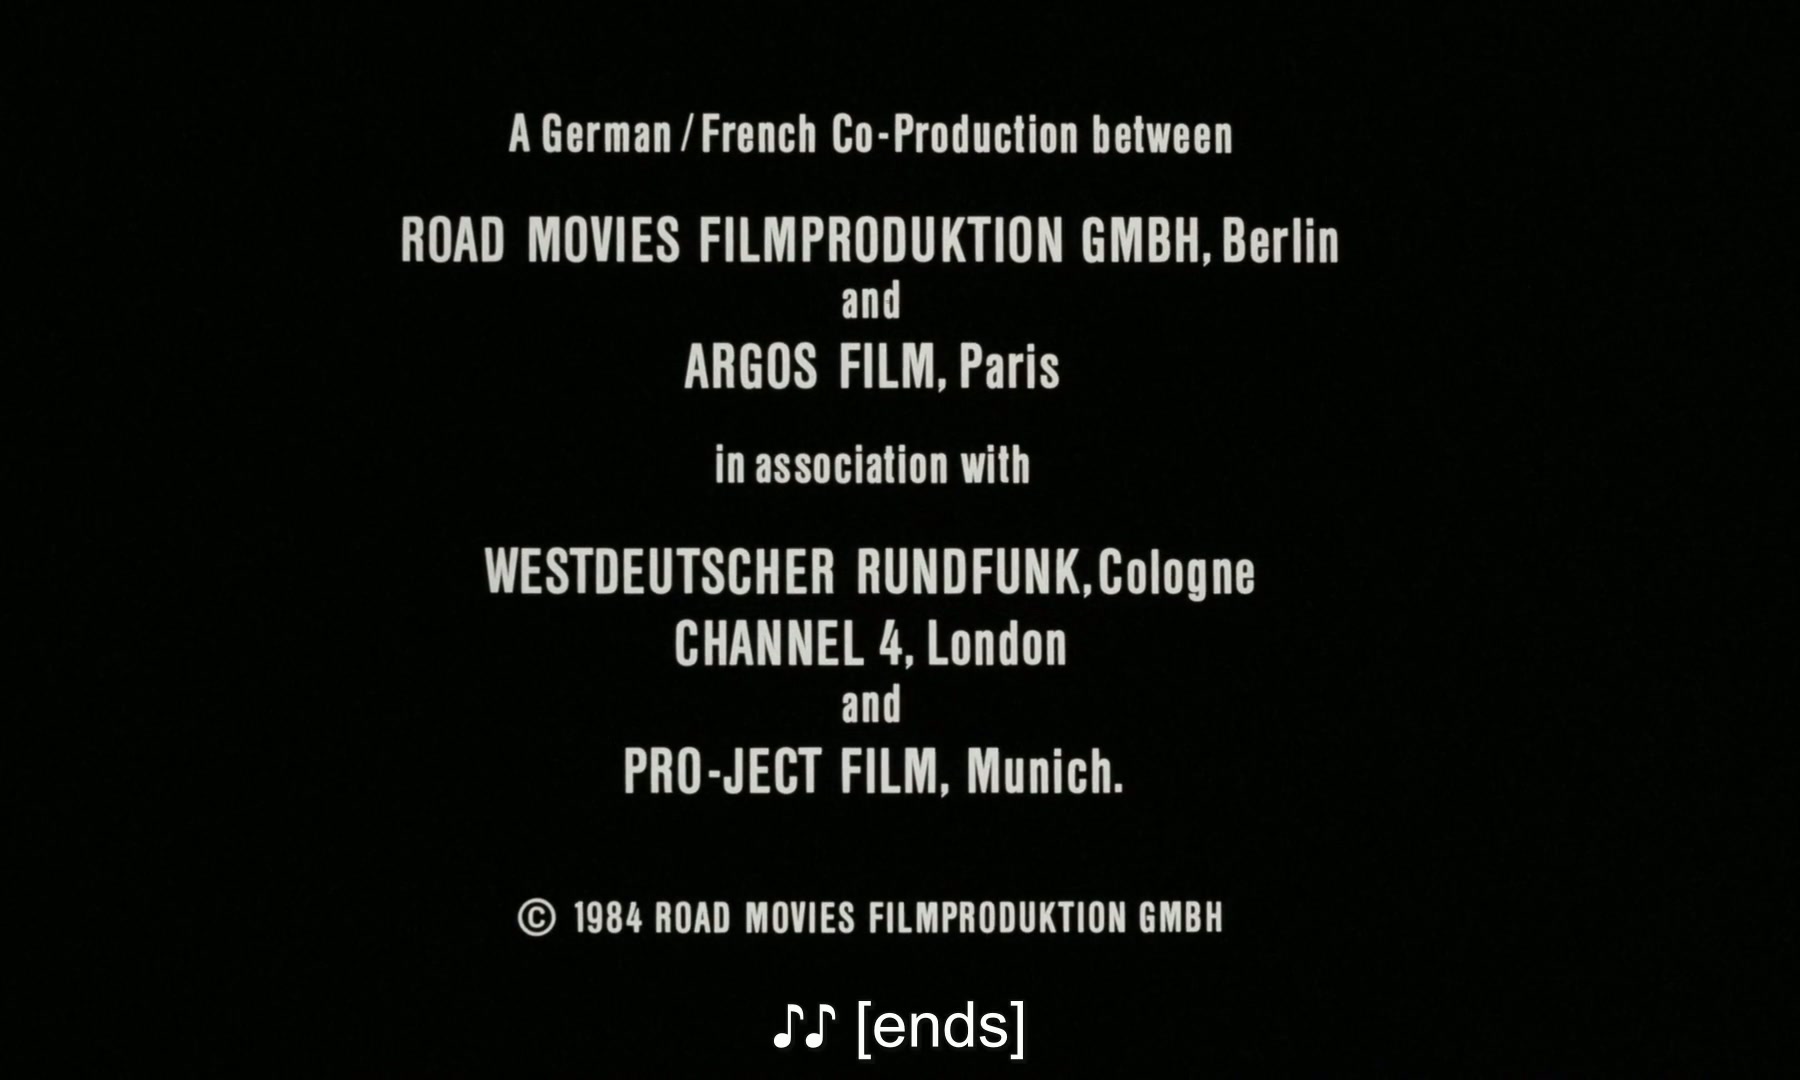 A German / French Co-Production between
ROAD MOVIES FILMPRODUKTION GMBH, Berlin
and
ARGOS FILM, Paris
in association with
WESTDEUTSCHER RUNDFUNK, Cologne
CHANNEL 4, London
and
PRO-JECT FILM, Munich.
© 1984 ROAD MOVIES FILMPRODUKTION GMBH
♪♪ [ends]